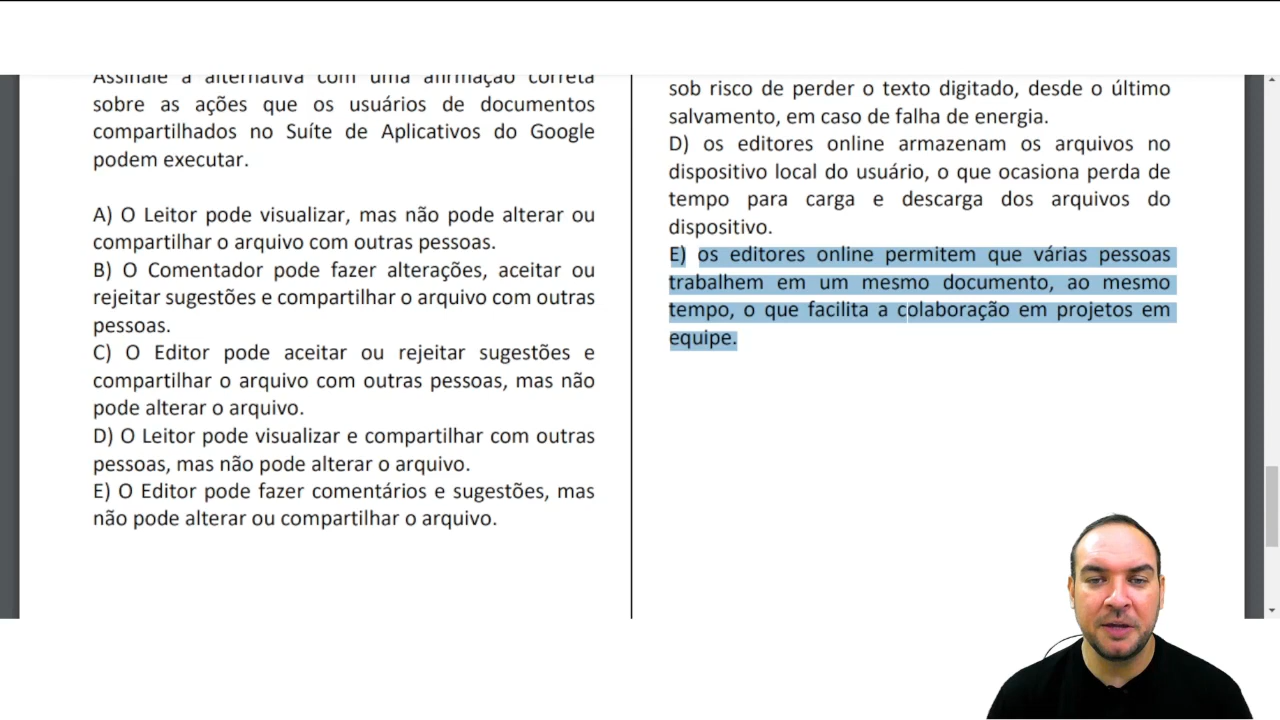 Assinale a alternativa com uma afirmação correta
sobre as ações que os usuários de documentos
compartilhados no Suíte de Aplicativos do Google
podem executar.
A) O Leitor pode visualizar, mas não pode alterar ou
compartilhar o arquivo com outras pessoas.
B) O Comentador pode fazer alterações, aceitar ou
rejeitar sugestões e compartilhar o arquivo com outras
pessoas.
C) O Editor pode aceitar ou rejeitar sugestões e
compartilhar o arquivo com outras pessoas, mas não
pode alterar o arquivo.
D) O Leitor pode visualizar e compartilhar com outras
pessoas, mas não pode alterar o arquivo.
E) O Editor pode fazer comentários e sugestões, mas
não pode alterar ou compartilhar o arquivo.
sob risco de perder o texto digitado, desde o último
salvamento, em caso de falha de energia.
D) os editores online armazenam os arquivos no
dispositivo local do usuário, o que ocasiona perda de
tempo para carga e descarga dos arquivos do
dispositivo.
E) os editores online permitem que várias pessoas
trabalhem em um mesmo documento, ao mesmo
tempo, o que facilita a colaboração em projetos em
equipe.